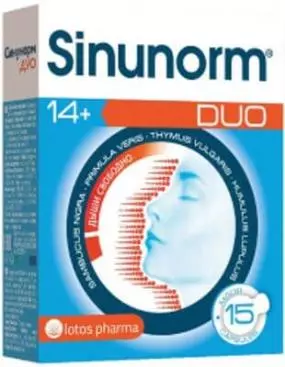 Синунорм
ДУО
Sinunorm®
14+
DUO
SAMBUCUS NIGRA • PRIMULA VERIS • THYMUS VULGARIS • HUMULUS LUPULUS
ДЫШИ СВОБОДНО
15
lotos pharma